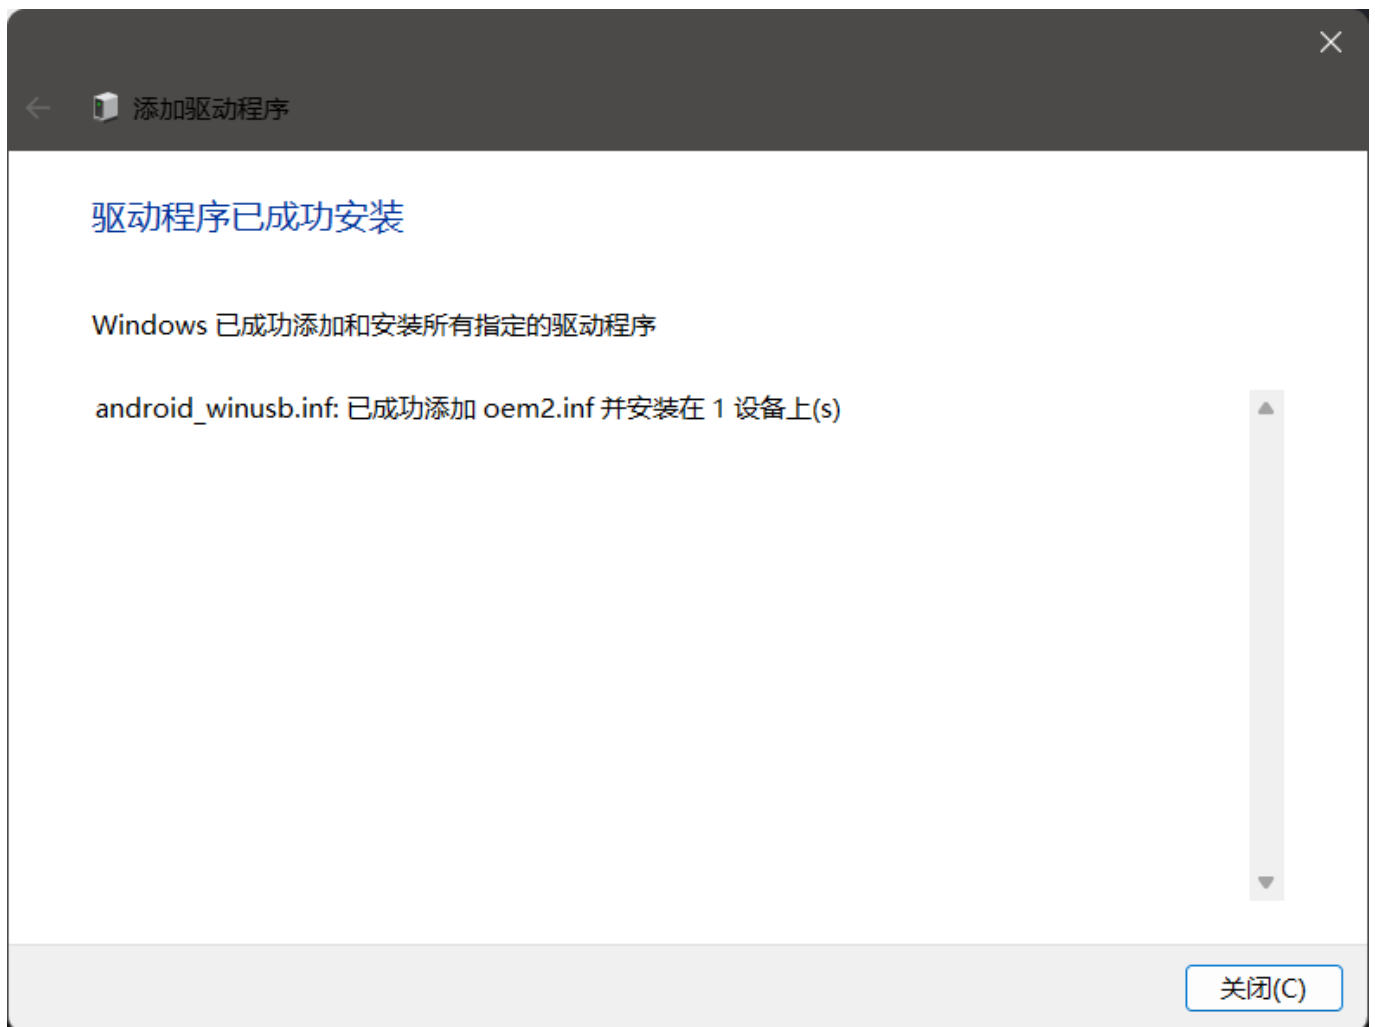 添加驱动程序
驱动程序已成功安装
Windows 已成功添加和安装所有指定的驱动程序
android_winusb.inf: 已成功添加 oem2.inf 并安装在 1 设备上(s)
关闭(C)